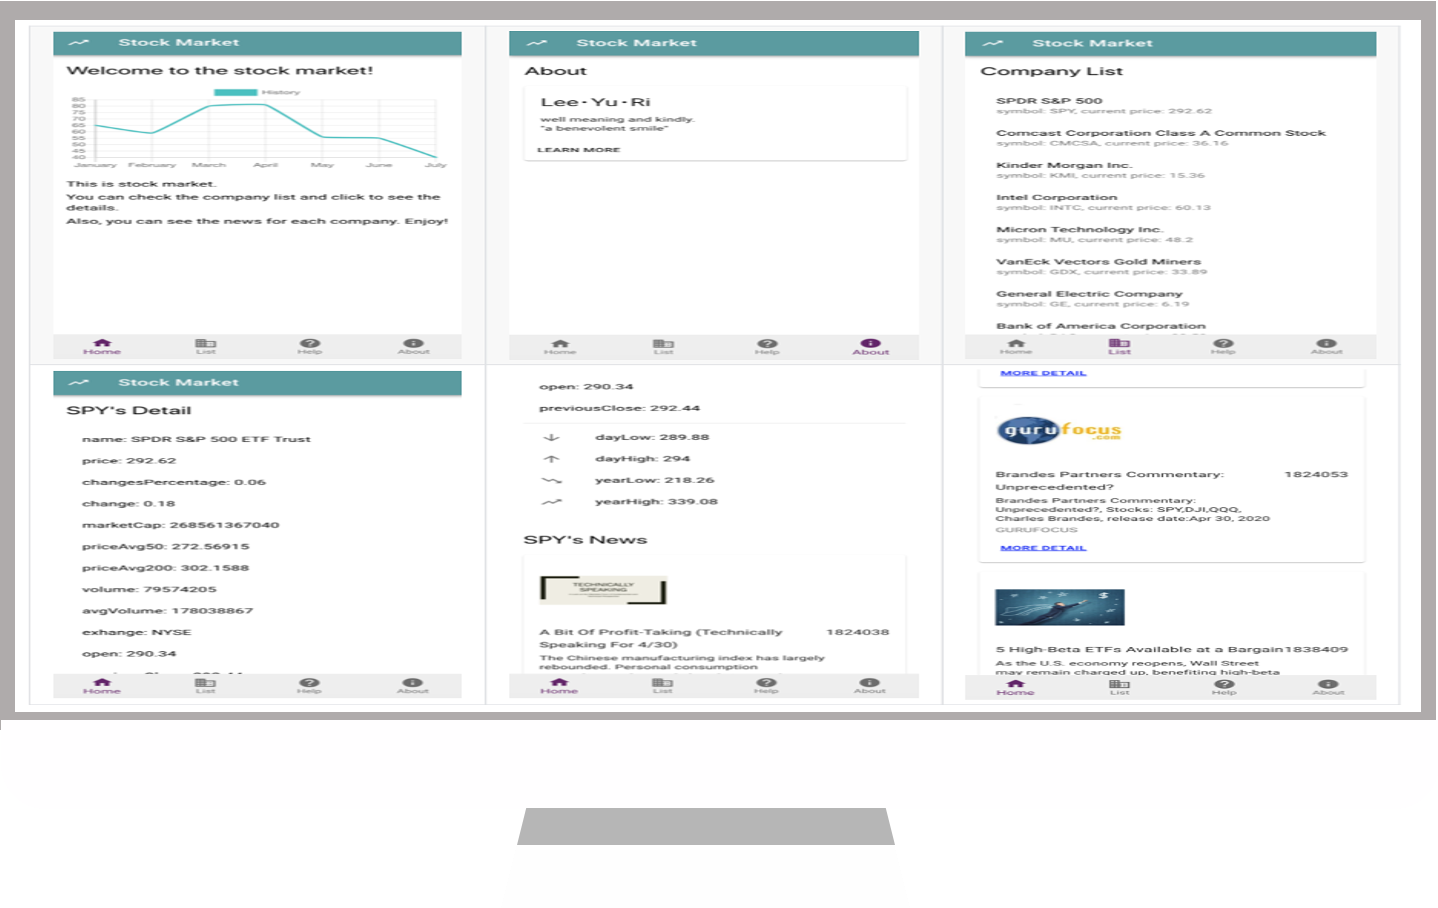 Stock Market
Welcome to the stock market!
History
85
80
75
70
65
60
55
50
45
40
January February March April May June July
This is stock market.
You can check the company list and click to see the
details.
Also, you can see the news for each company. Enjoy!
Home List Help About
Stock Market
About
Lee·Yu·Ri
well meaning and kindly.
"a benevolent smile"
LEARN MORE
Home List Help About
Stock Market
Company List
SPDR S&P 500
symbol: SPY, current price: 292.62
Comcast Corporation Class A Common Stock
symbol: CMCSA, current price: 36.16
Kinder Morgan Inc.
symbol: KMI, current price: 15.36
Intel Corporation
symbol: INTC, current price: 60.13
Micron Technology Inc.
symbol: MU, current price: 48.2
VanEck Vectors Gold Miners
symbol: GDX, current price: 33.89
General Electric Company
symbol: GE, current price: 6.19
Bank of America Corporation
Home List Help About
Stock Market
SPY's Detail
name: SPDR S&P 500 ETF Trust
price: 292.62
changesPercentage: 0.06
change: 0.18
marketCap: 268561367040
priceAvg50: 272.56915
priceAvg200: 302.1588
volume: 79574205
avgVolume: 178038867
exhange: NYSE
open: 290.34
Home List Help About
open: 290.34
previousClose: 292.44
dayLow: 289.88
dayHigh: 294
yearLow: 218.26
yearHigh: 339.08
SPY's News
TECHNICALLY
SPEAKING
A Bit Of Profit-Taking (Technically 1824038
Speaking For 4/30)
The Chinese manufacturing index has largely
rebounded. Personal consumption
Home List Help About
MORE DETAIL
gurufocus
.com
Brandes Partners Commentary: 1824053
Unprecedented?
Brandes Partners Commentary:
Unprecedented?, Stocks: SPY,DJI,QQQ,
Charles Brandes, release date:Apr 30, 2020
GURUFOCUS
MORE DETAIL
$
5 High-Beta ETFs Available at a Bargain1838409
As the U.S. economy reopens, Wall Street
may remain charged up, benefiting high-beta
Home List Help About